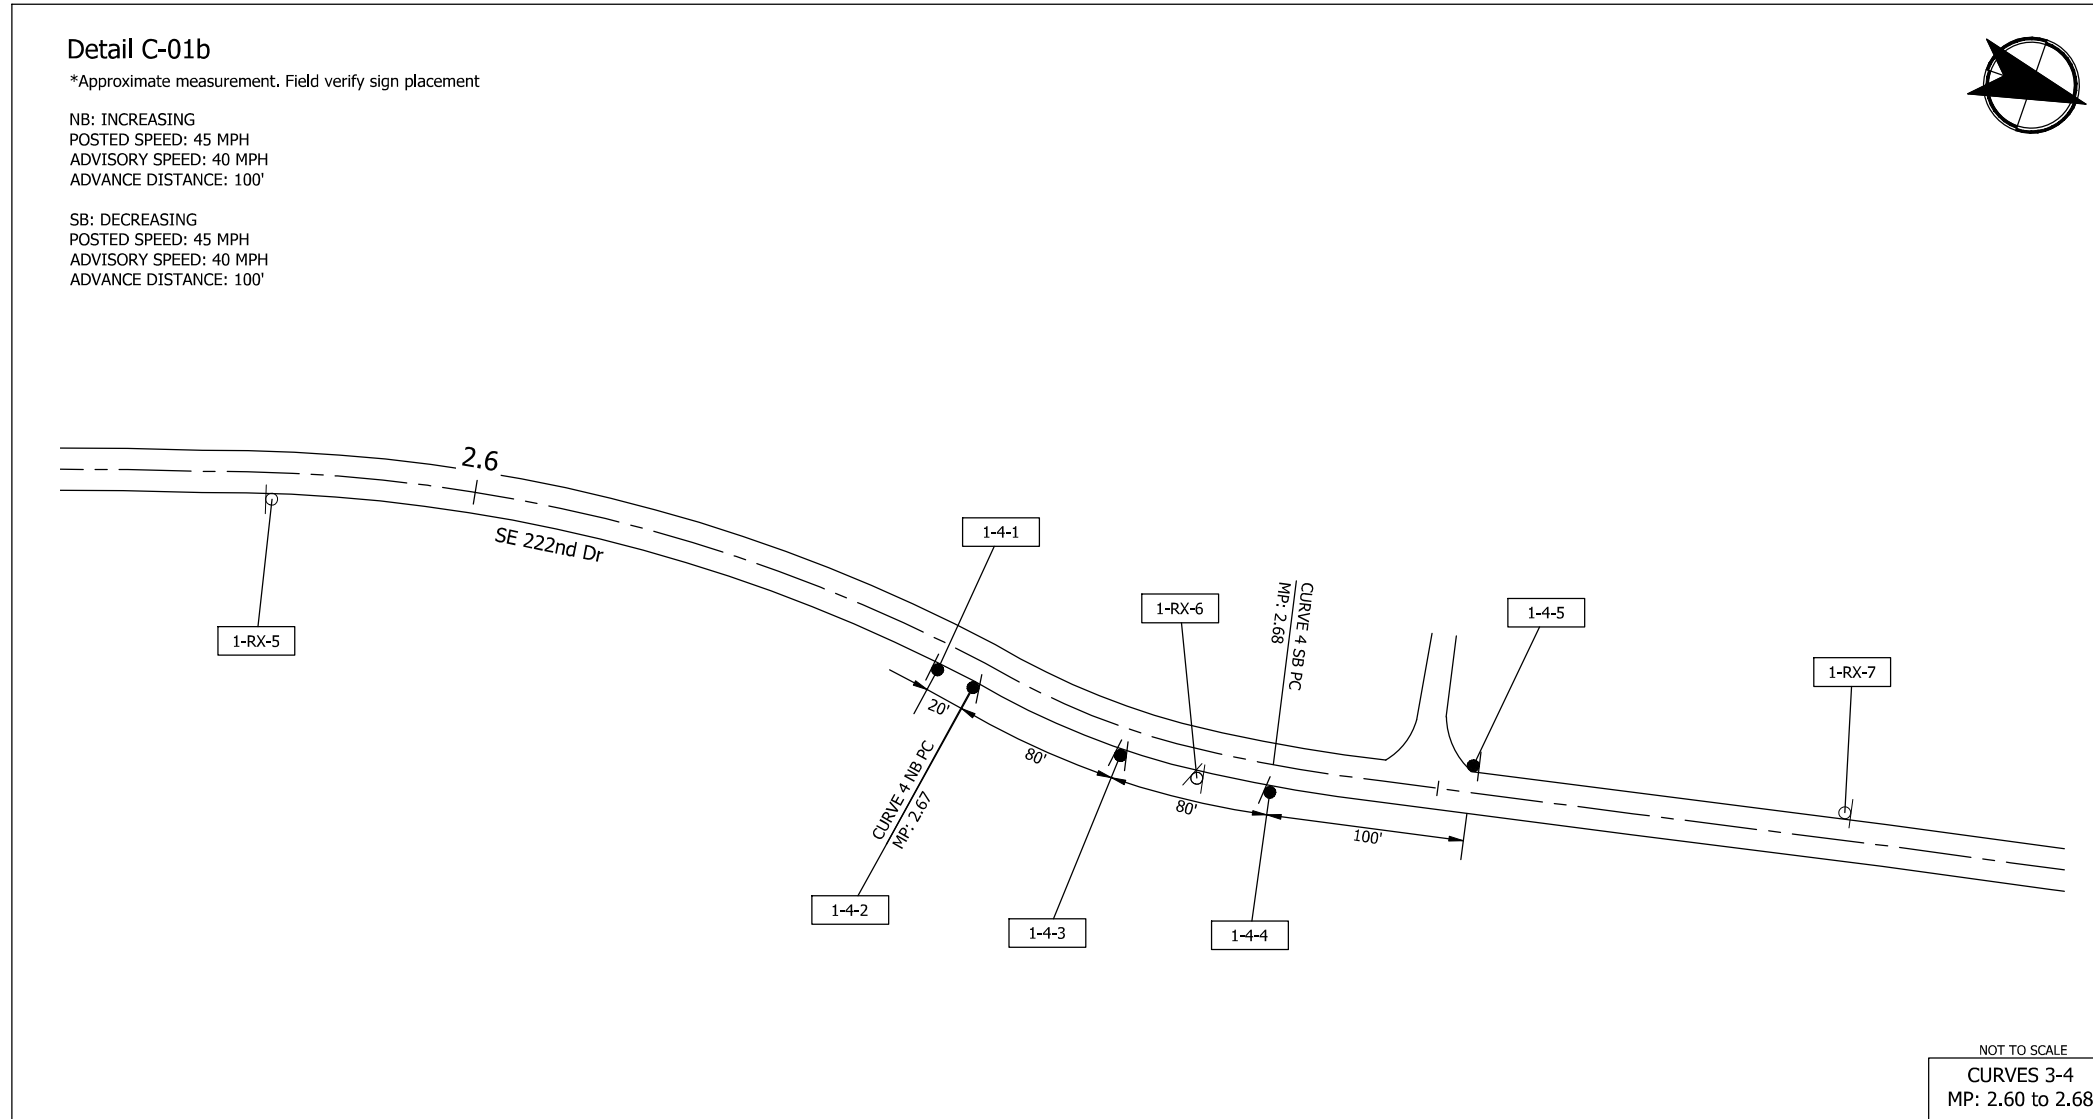 Detail C-01b
*Approximate measurement. Field verify sign placement
NB: INCREASING
POSTED SPEED: 45 MPH
ADVISORY SPEED: 40 MPH
ADVANCE DISTANCE: 100'
SB: DECREASING
POSTED SPEED: 45 MPH
ADVISORY SPEED: 40 MPH
ADVANCE DISTANCE: 100'
2.6
SE 222nd Dr
1-RX-5
1-4-1
1-RX-6
CURVE 4 SB PC
MP: 2.68
1-4-5
1-RX-7
20'
80'
80'
100'
CURVE 4 NB PC
MP: 2.67
1-4-2
1-4-3
1-4-4
NOT TO SCALE
CURVES 3-4
MP: 2.60 to 2.68